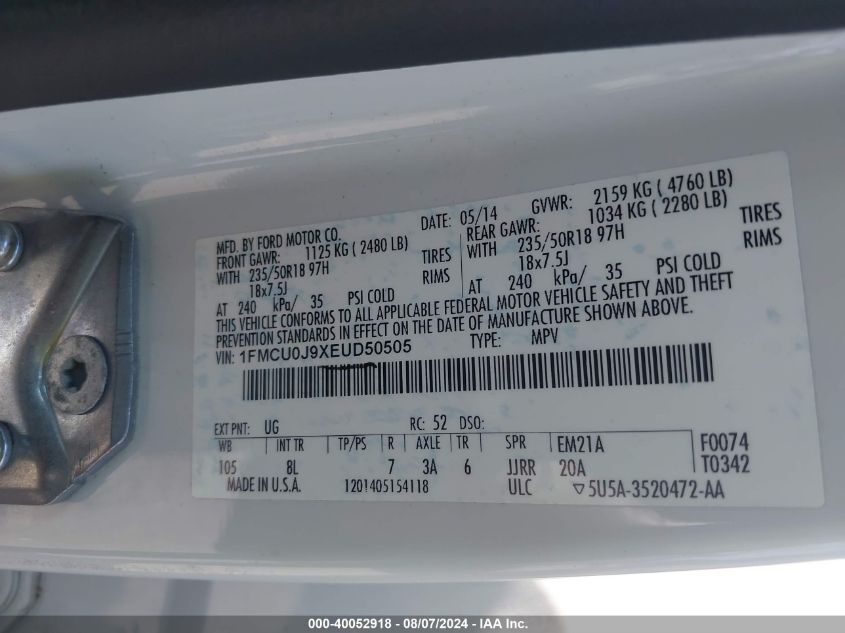 MFD. BY FORD MOTOR CO.
DATE: 05/14 GVWR: 2159 KG ( 4760 LB)
FRONT GAWR: 1125 KG ( 2480 LB)
REAR GAWR: 1034 KG ( 2280 LB)
WITH 235/50R18 97H TIRES
WITH 235/50R18 97H TIRES
18x7.5J RIMS
18x7.5J RIMS
AT 240 kPa/ 35 PSI COLD
AT 240 kPa/ 35 PSI COLD
THIS VEHICLE CONFORMS TO ALL APPLICABLE FEDERAL MOTOR VEHICLE SAFETY AND THEFT
PREVENTION STANDARDS IN EFFECT ON THE DATE OF MANUFACTURE SHOWN ABOVE.
VIN: 1FMCU0J9XEUD50505 TYPE: MPV
EXT PNT: UG RC: 52 DSO:
WB INT TR TP/PS R AXLE TR SPR EM21A F0074
105 8L 7 3A 6 JJRR 20A T0342
MADE IN U.S.A. 1201405154118 ULC 5U5A-3520472-AA
000-40052918 - 08/07/2024 - IAA Inc.